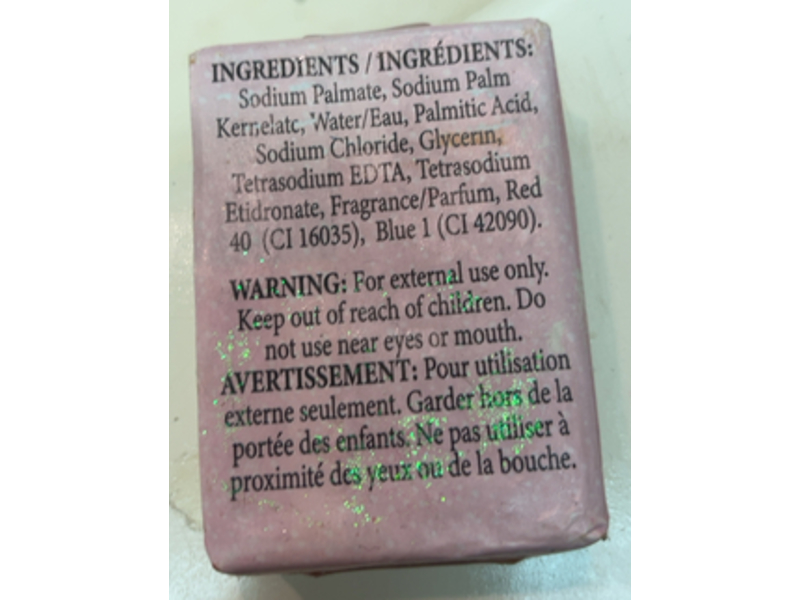 INGREDIENTS / INGRÉDIENTS:
Sodium Palmate, Sodium Palm
Kernelate, Water/Eau, Palmitic Acid,
Sodium Chloride, Glycerin,
Tetrasodium EDTA, Tetrasodium
Etidronate, Fragrance/Parfum, Red
40 (CI 16035), Blue 1 (CI 42090).
WARNING: For external use only.
Keep out of reach of children. Do
not use near eyes or mouth.
AVERTISSEMENT: Pour utilisation
externe seulement. Garder hors de la
portée des enfants. Ne pas utiliser à
proximité des yeux ou de la bouche.